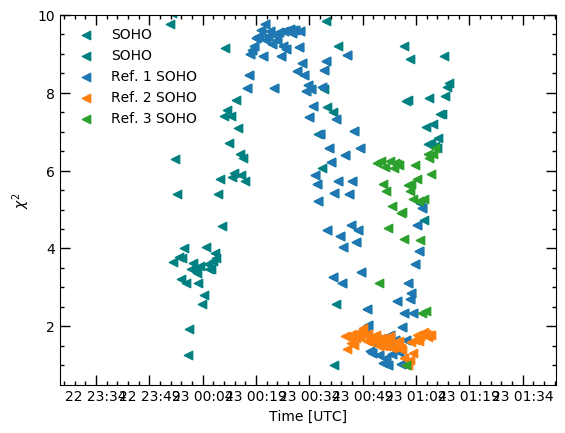 10
SOHO
SOHO
Ref. 1 SOHO
Ref. 2 SOHO
Ref. 3 SOHO
8
6
χ²
4
2
22 23:34 22 23:49 23 00:04 23 00:19 23 00:34 23 00:49 23 01:04 23 01:19 23 01:34
Time [UTC]